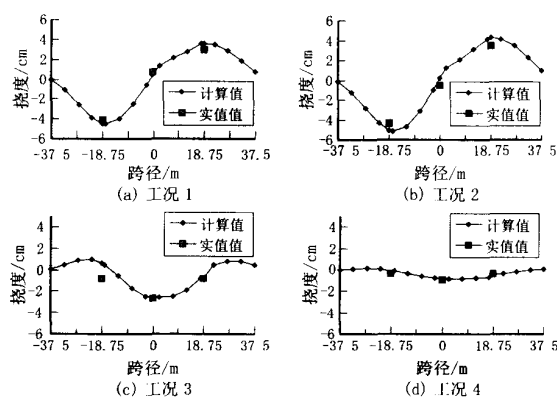 6
4
2
0
-2
-4
-6
挠度/cm
计算值
实值值
-37 5
-18.75
0
18.75
37.5
跨径/m
(a) 工况 1
6
4
2
0
-2
-4
-6
挠度/cm
计算值
实值值
-37 5
-18.75
0
18.75
37.5
跨径/m
(b) 工况 2
4
2
0
-2
-4
-6
挠度/cm
计算值
实值值
-37 5
-18.75
0
18.75
37 5
跨径/m
(c) 工况 3
4
2
0
-2
-4
-6
挠度/cm
计算值
实值值
-37 5
-18.75
0
18 75
37 5
跨径/m
(d) 工况 4